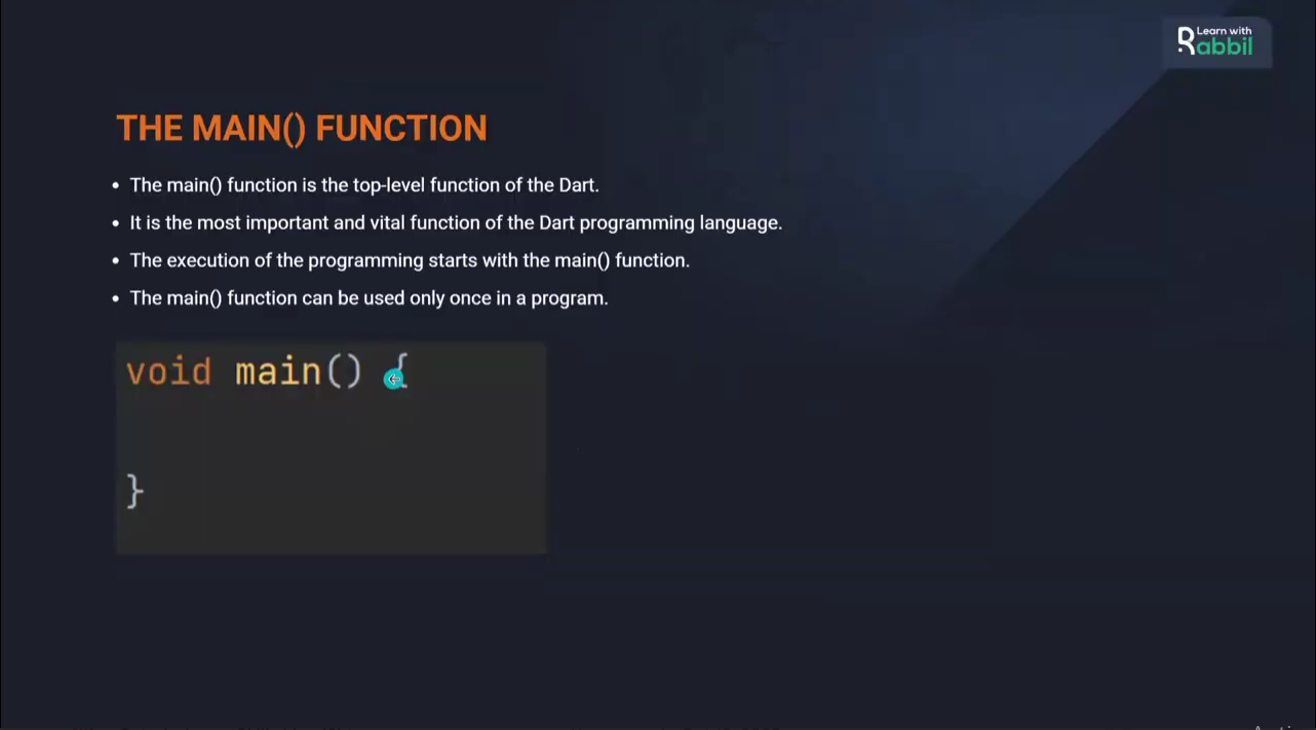 Learn with
Rabbil
THE MAIN() FUNCTION
• The main() function is the top-level function of the Dart.
• It is the most important and vital function of the Dart programming language.
• The execution of the programming starts with the main() function.
• The main() function can be used only once in a program.
void main() {
}